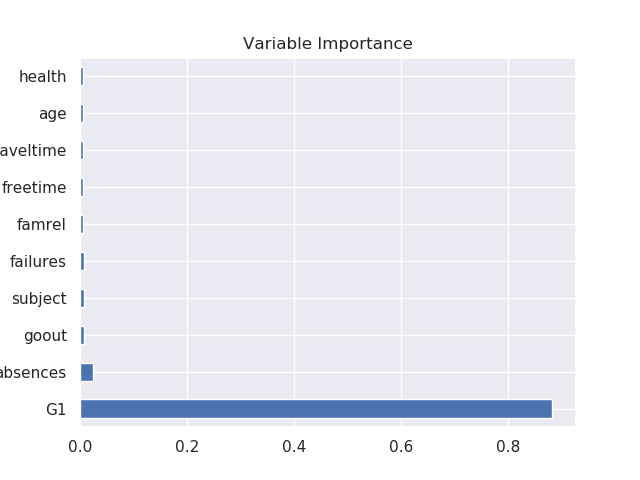 Variable Importance
health
age
aveltime
freetime
famrel
failures
subject
goout
absences
G1
0.0 0.2 0.4 0.6 0.8